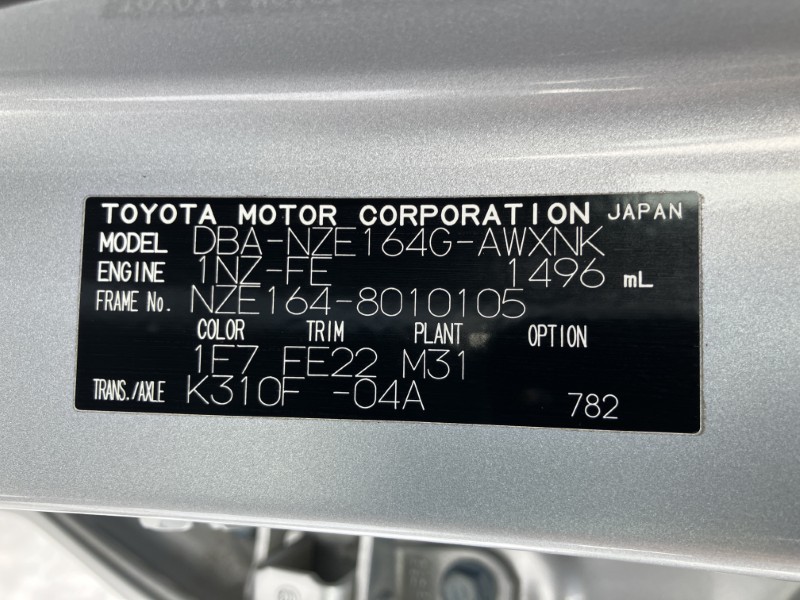 TOYOTA MOTOR CORPORATION JAPAN
MODEL DBA-NZE164G-AWXNK
ENGINE 1NZ-FE 1496 mL
FRAME No. NZE164-8010105
COLOR TRIM PLANT OPTION
1F7 FE22 M31
TRANS./AXLE K310F -04A 782